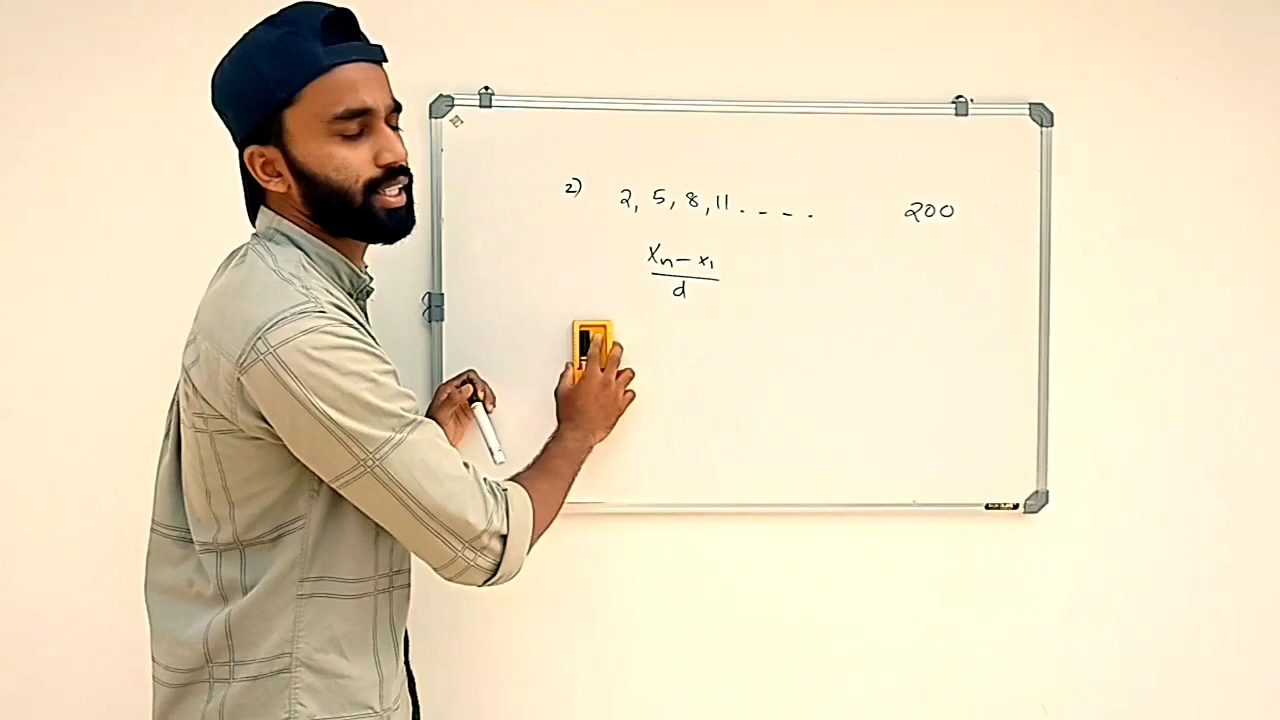 2) 2, 5, 8, 11 . - - - . 200
Xn - x1
d